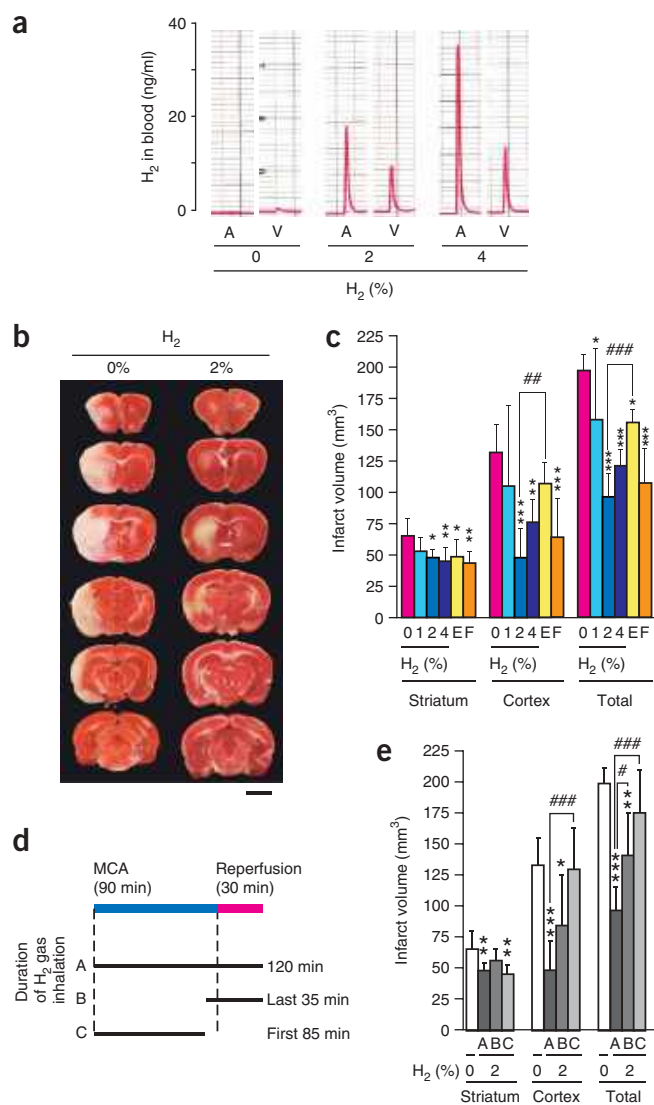 a
H2 in blood (ng/ml)
40
20
0
A V A V A V
0 2 4
H2 (%)
b
H2
0% 2%
c
Infarct volume (mm3)
225
200
175
150
125
100
75
50
25
0
* ** * **
*** ** ***
##
* *** *** * ***
###
0 1 2 4 E F 0 1 2 4 E F 0 1 2 4 E F
H2 (%) H2 (%) H2 (%)
Striatum Cortex Total
d
MCA (90 min)
Reperfusion (30 min)
Duration of H2 gas inhalation
A 120 min
B Last 35 min
C First 85 min
e
Infarct volume (mm3)
225
200
175
150
125
100
75
50
25
0
** **
*** *
###
*** **
#
###
A B C A B C A B C
H2 (%) 0 2 0 2 0 2
Striatum Cortex Total